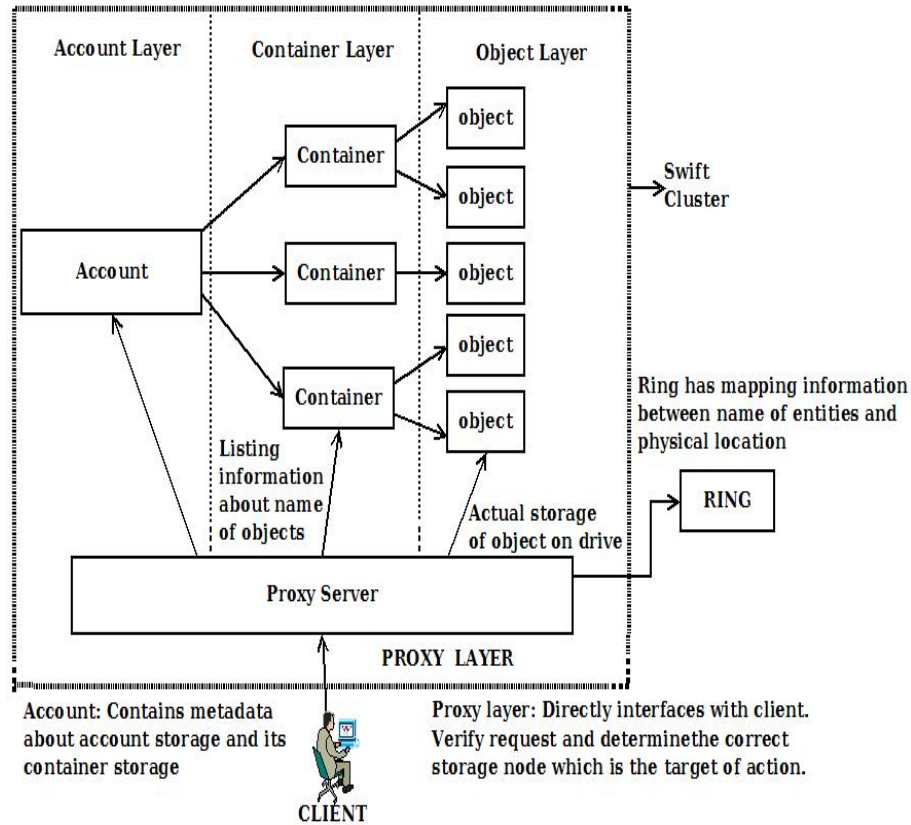 Account Layer
Container Layer
Object Layer
object
Container
object
Swift
Cluster
Account
Container
object
object
Container
object
Ring has mapping information
between name of entities and
physical location
Listing
information
about name
of objects
Actual storage
of object on drive
RING
Proxy Server
PROXY LAYER
Account: Contains metadata
about account storage and its
container storage
Proxy layer: Directly interfaces with client.
Verify request and determinethe correct
storage node which is the target of action.
CLIENT